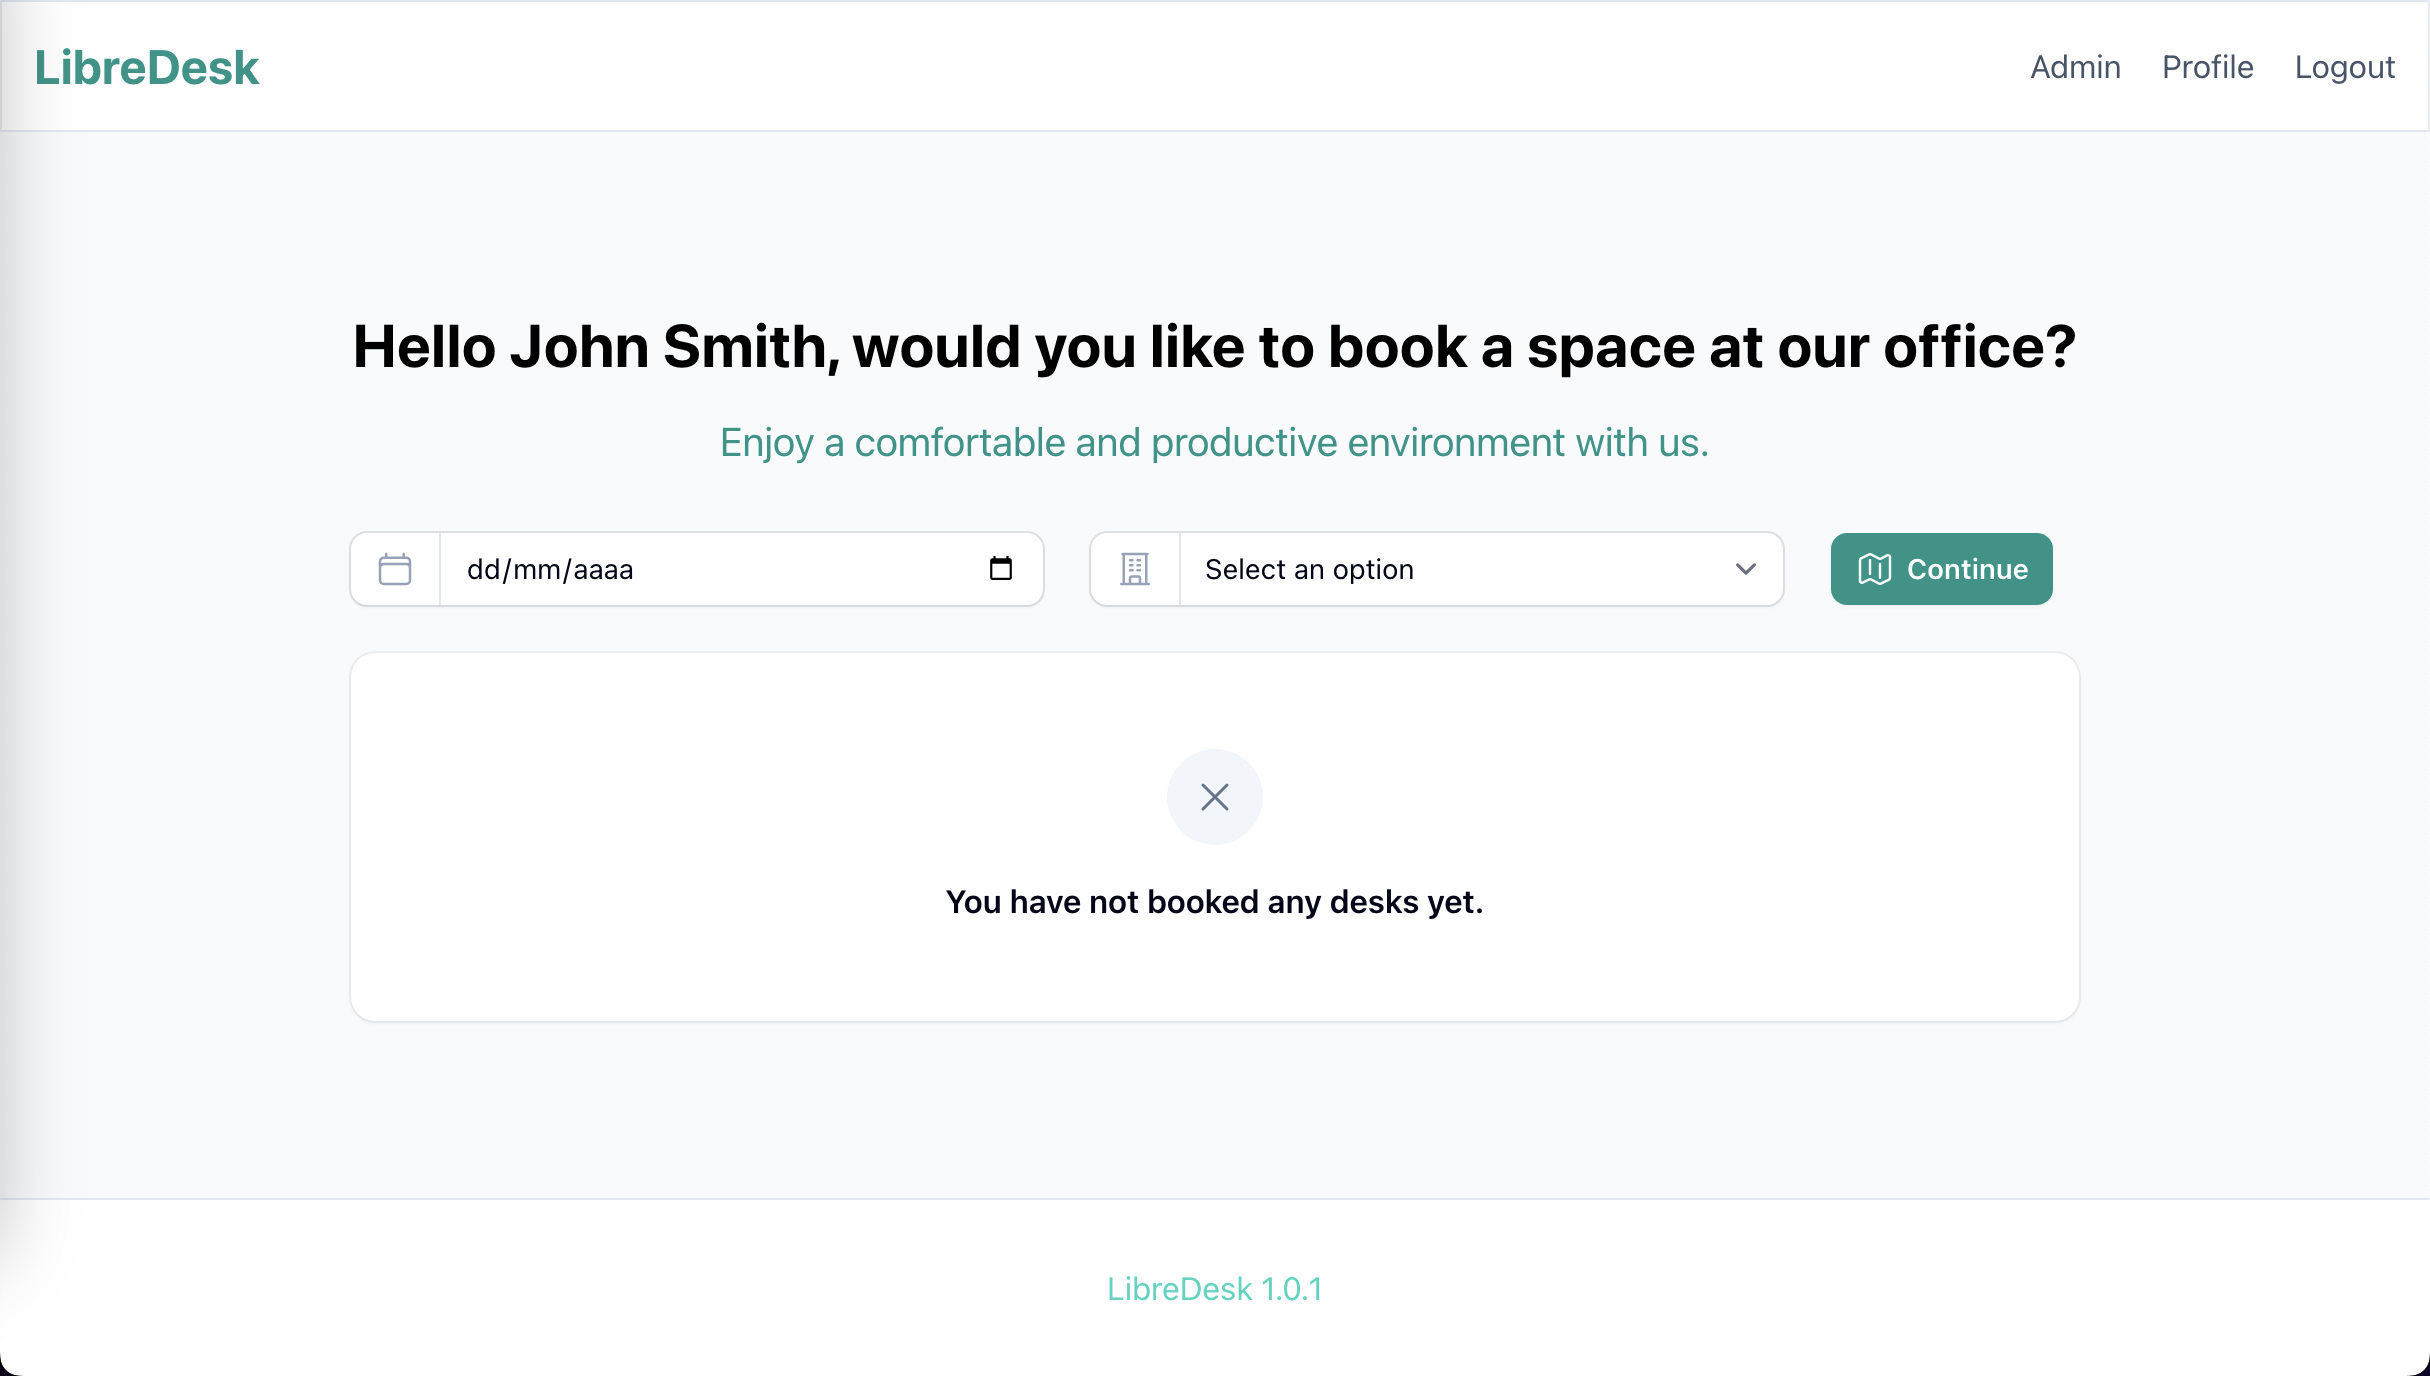 LibreDesk
Admin Profile Logout
Hello John Smith, would you like to book a space at our office?
Enjoy a comfortable and productive environment with us.
dd/mm/aaaa
Select an option
Continue
You have not booked any desks yet.
LibreDesk 1.0.1